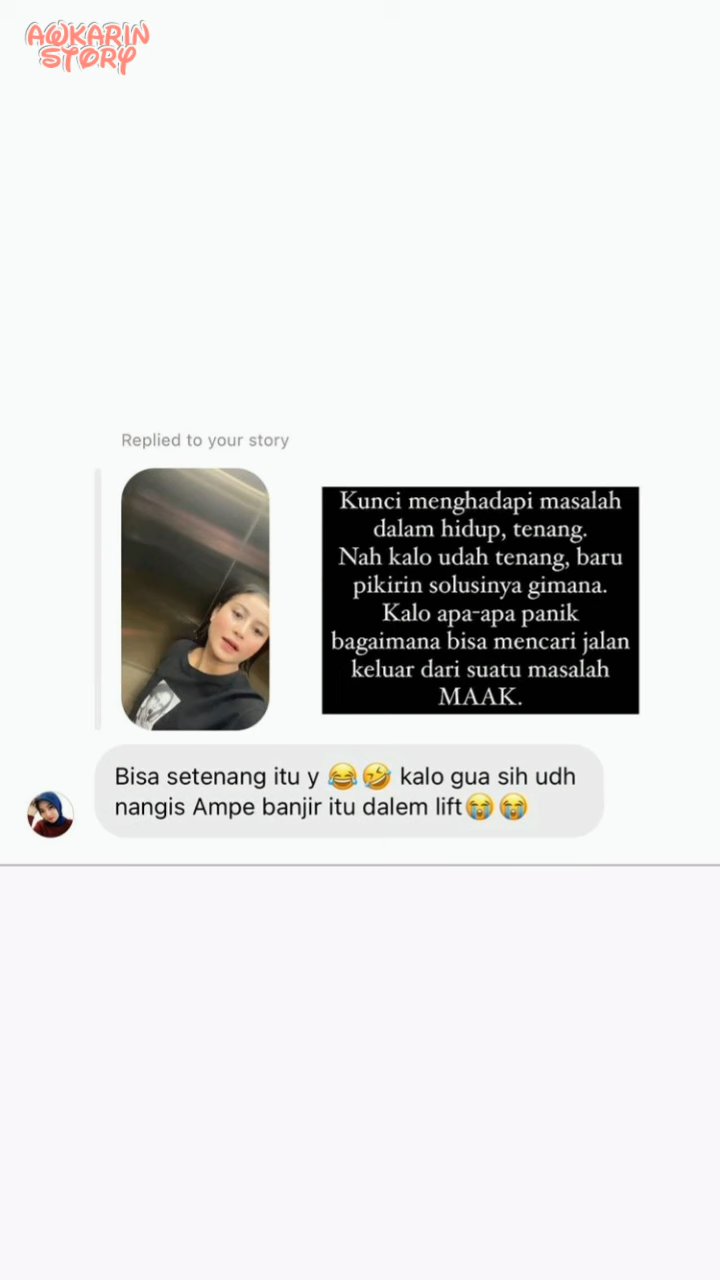 AWKARIN
STORY
Replied to your story
Kunci menghadapi masalah
dalam hidup, tenang.
Nah kalo udah tenang, baru
pikirin solusinya gimana.
Kalo apa-apa panik
bagaimana bisa mencari jalan
keluar dari suatu masalah
MAAK.
Bisa setenang itu y 😂🤣 kalo gua sih udh
nangis Ampe banjir itu dalem lift😭😭